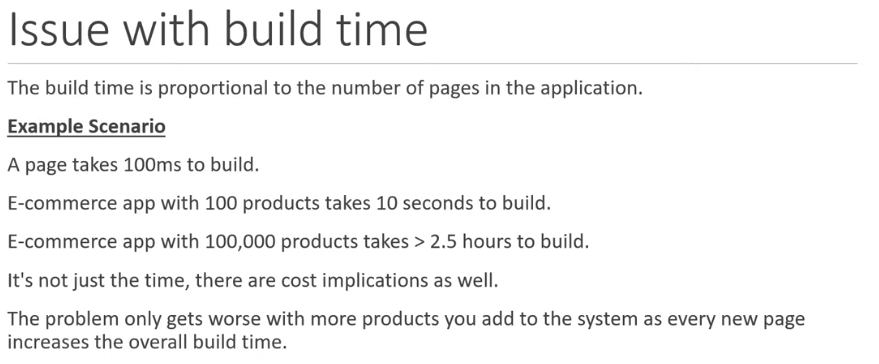 Issue with build time
The build time is proportional to the number of pages in the application.
Example Scenario
A page takes 100ms to build.
E-commerce app with 100 products takes 10 seconds to build.
E-commerce app with 100,000 products takes > 2.5 hours to build.
It's not just the time, there are cost implications as well.
The problem only gets worse with more products you add to the system as every new page
increases the overall build time.